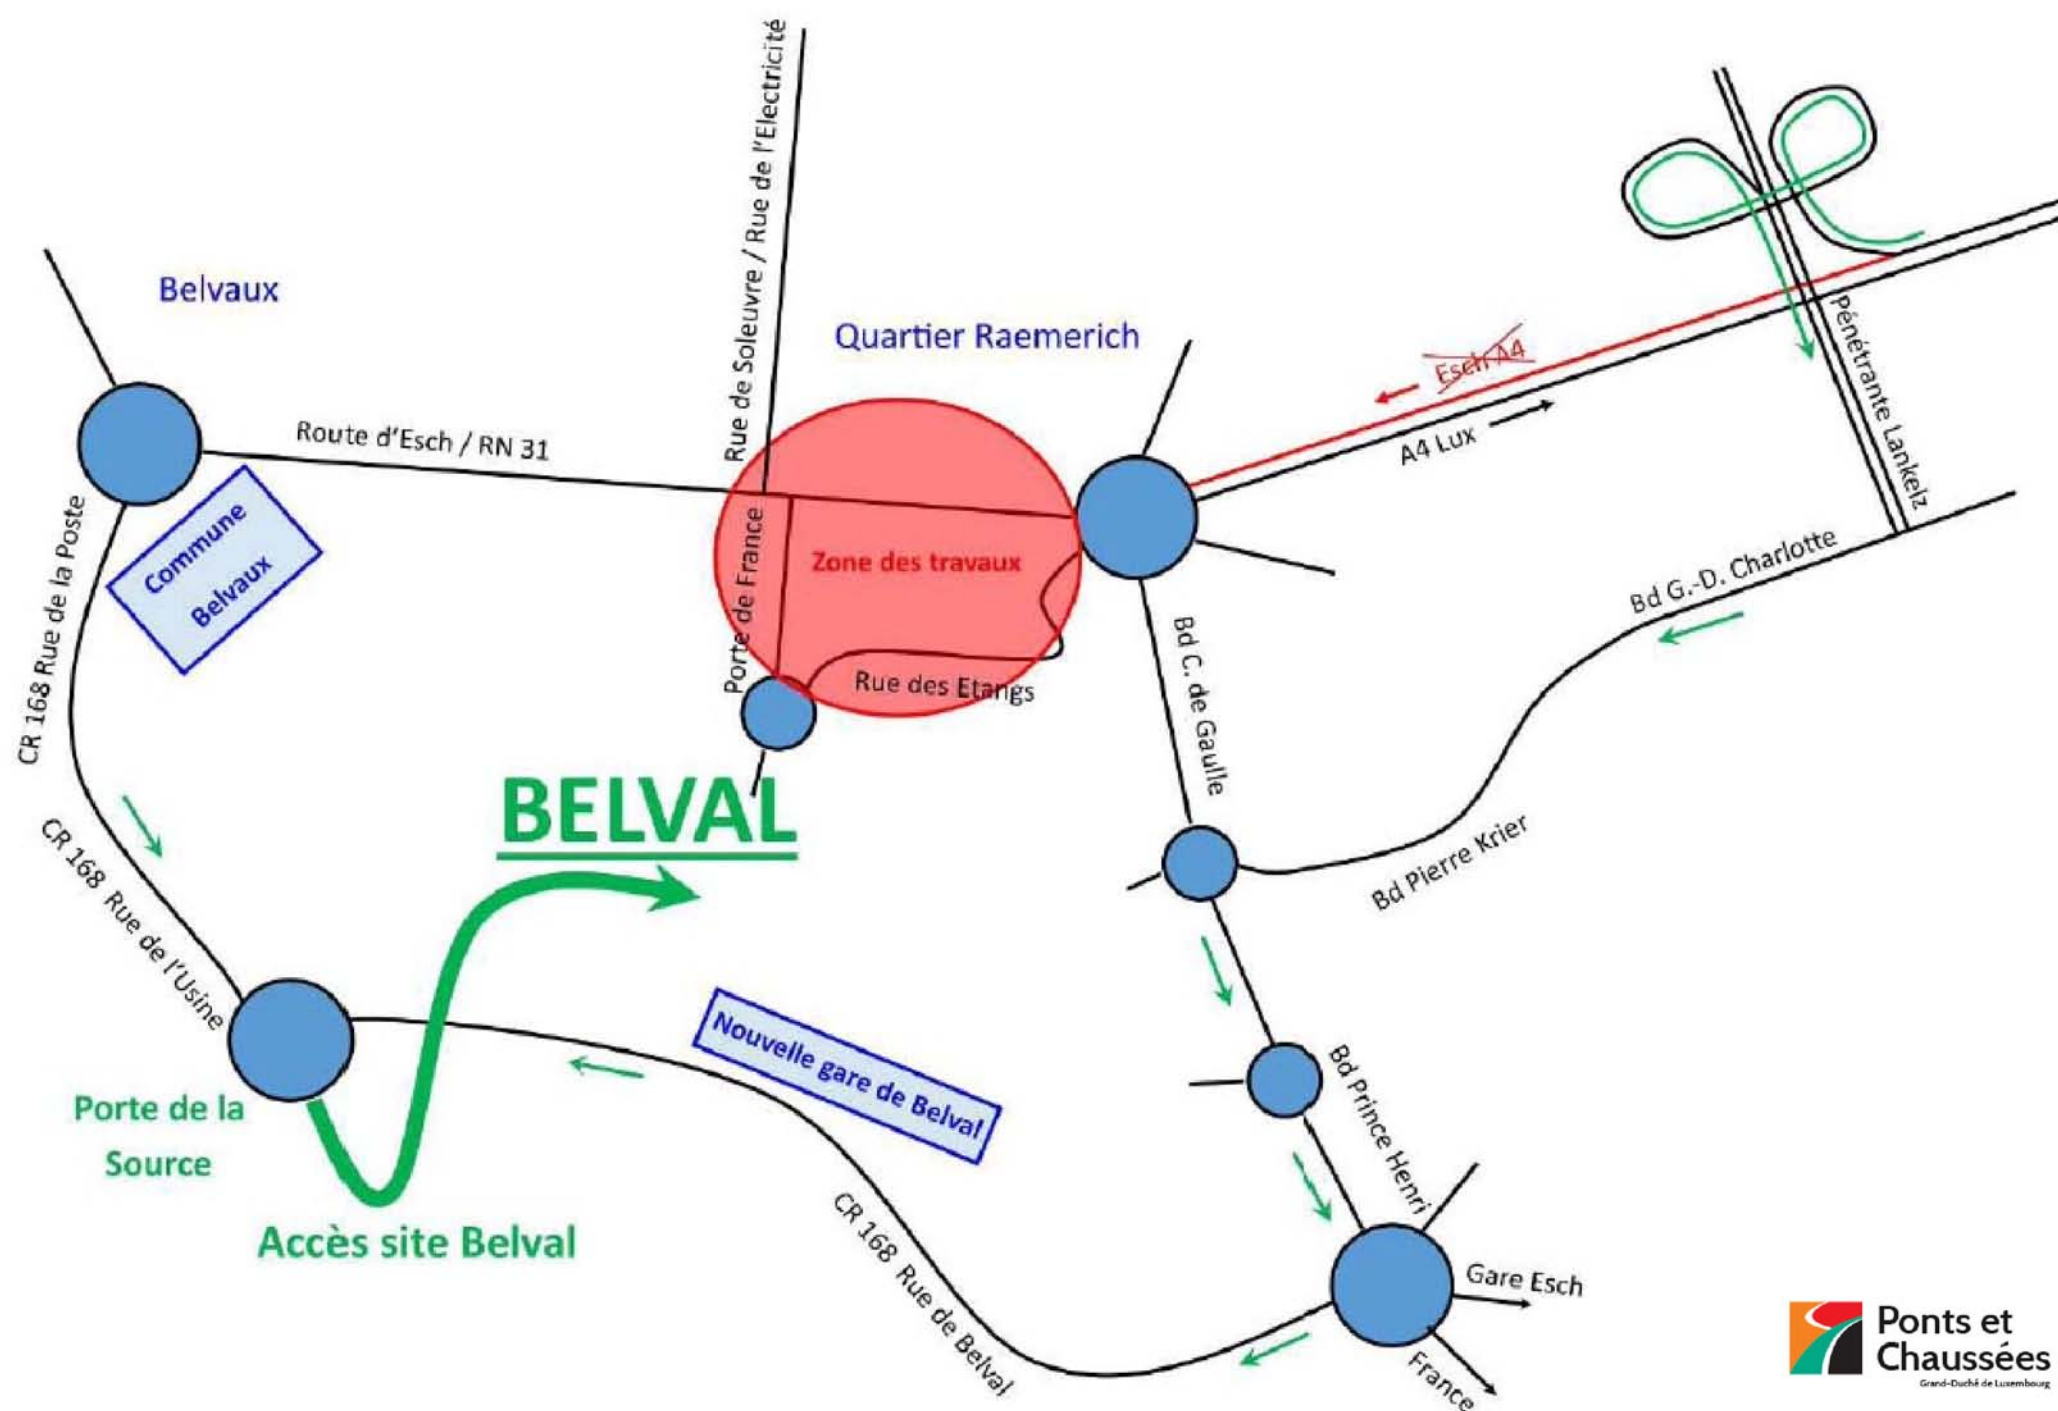 Rue de Soleuvre / Rue de l'Electricité
Belvaux
Quartier Raemerich
Esch A4
A4 Lux
Pénétrante Lankelz
Route d'Esch / RN 31
Commune
Belvaux
CR 168 Rue de la Poste
Porte de France
Zone des travaux
Rue des Etangs
Bd C. de Gaulle
Bd G.-D. Charlotte
BELVAL
CR 168 Rue de l'Usine
Bd Pierre Krier
Nouvelle gare de Belval
Bd Prince Henri
Porte de la
Source
Accès site Belval
CR 168 Rue de Belval
Gare Esch
France
Ponts et
Chaussées
Grand-Duché de Luxembourg